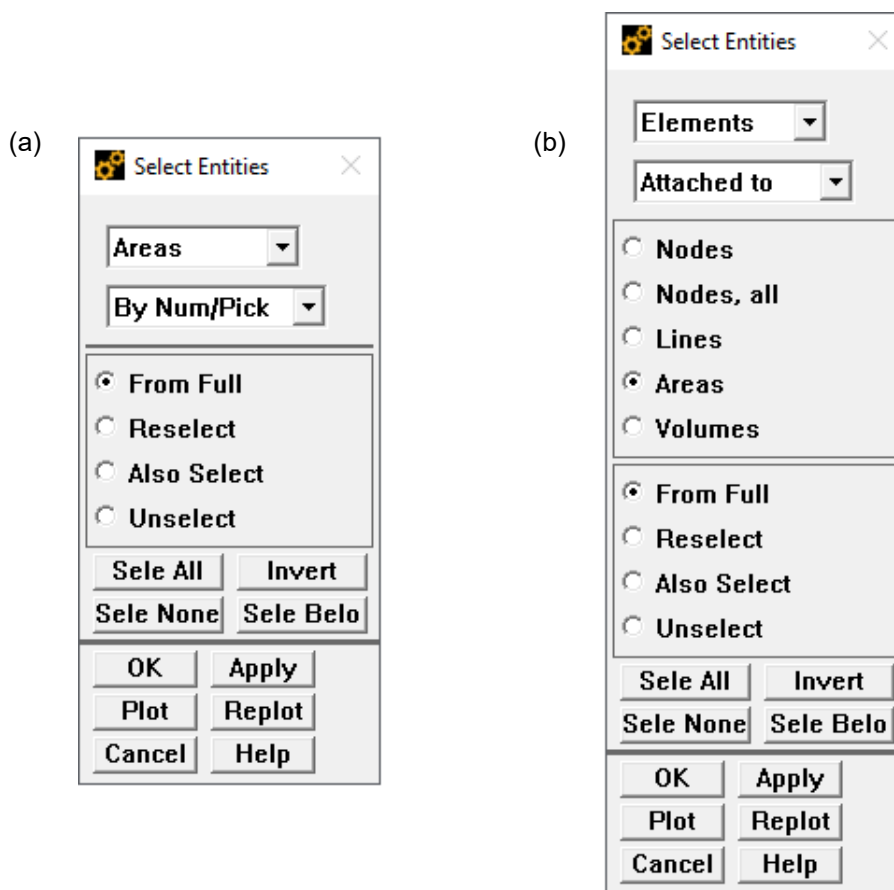 (a)
Select Entities
Areas
By Num/Pick
From Full
Reselect
Also Select
Unselect
Sele All Invert
Sele None Sele Belo
OK Apply
Plot Replot
Cancel Help
(b)
Select Entities
Elements
Attached to
Nodes
Nodes, all
Lines
Areas
Volumes
From Full
Reselect
Also Select
Unselect
Sele All Invert
Sele None Sele Belo
OK Apply
Plot Replot
Cancel Help